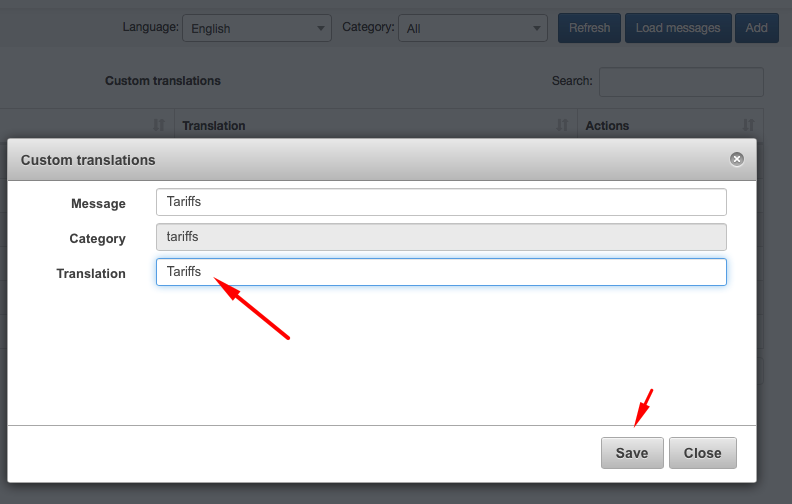 Language: English Category: All Refresh Load messages Add
Custom translations Search:
Translation Actions
Custom translations
Message Tariffs
Category tariffs
Translation Tariffs
Save Close